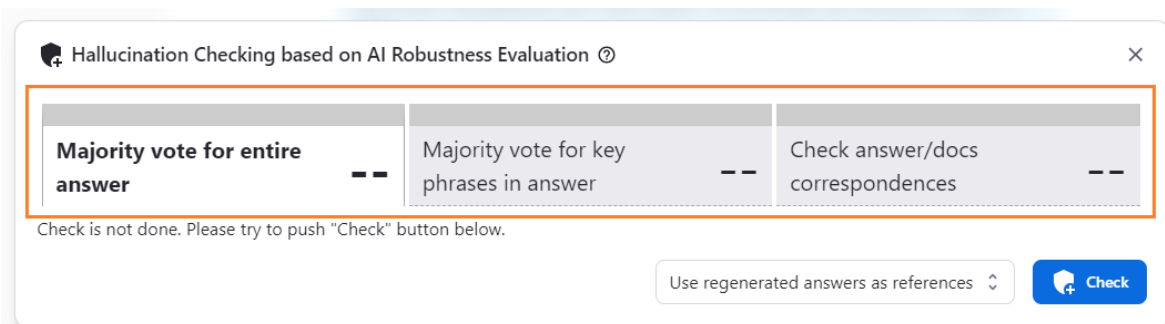 Hallucination Checking based on AI Robustness Evaluation ?
Majority vote for entire
answer
--
Majority vote for key
phrases in answer
--
Check answer/docs
correspondences
--
Check is not done. Please try to push "Check" button below.
Use regenerated answers as references
Check